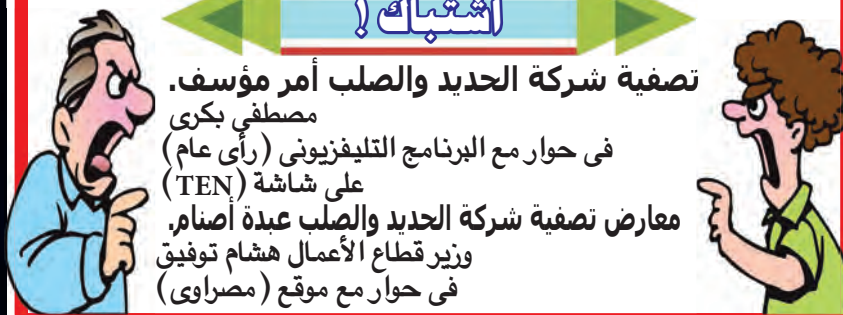 اشتباك !
تصفية شركة الحديد والصلب أمر مؤسف.
مصطفى بكرى
فى حوار مع البرنامج التليفزيونى (رأى عام)
على شاشة (TEN)
معارض تصفية شركة الحديد والصلب عبدة أصنام.
وزير قطاع الأعمال هشام توفيق
فى حوار مع موقع (مصراوى)